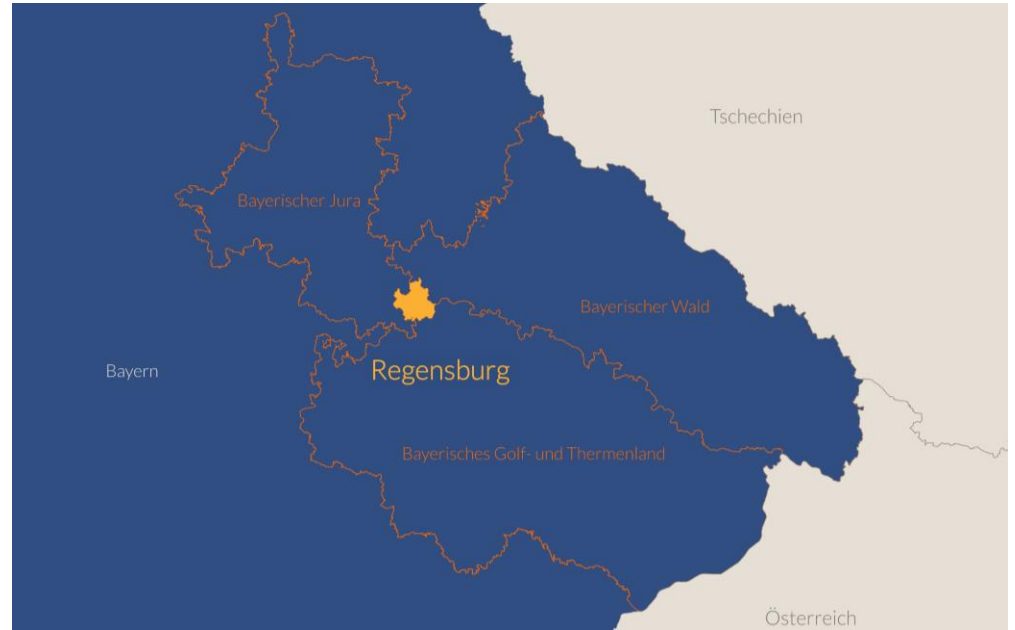 Tschechien
Bayerischer Jura
Bayerischer Wald
Bayern
Regensburg
Bayerisches Golf- und Thermenland
Österreich